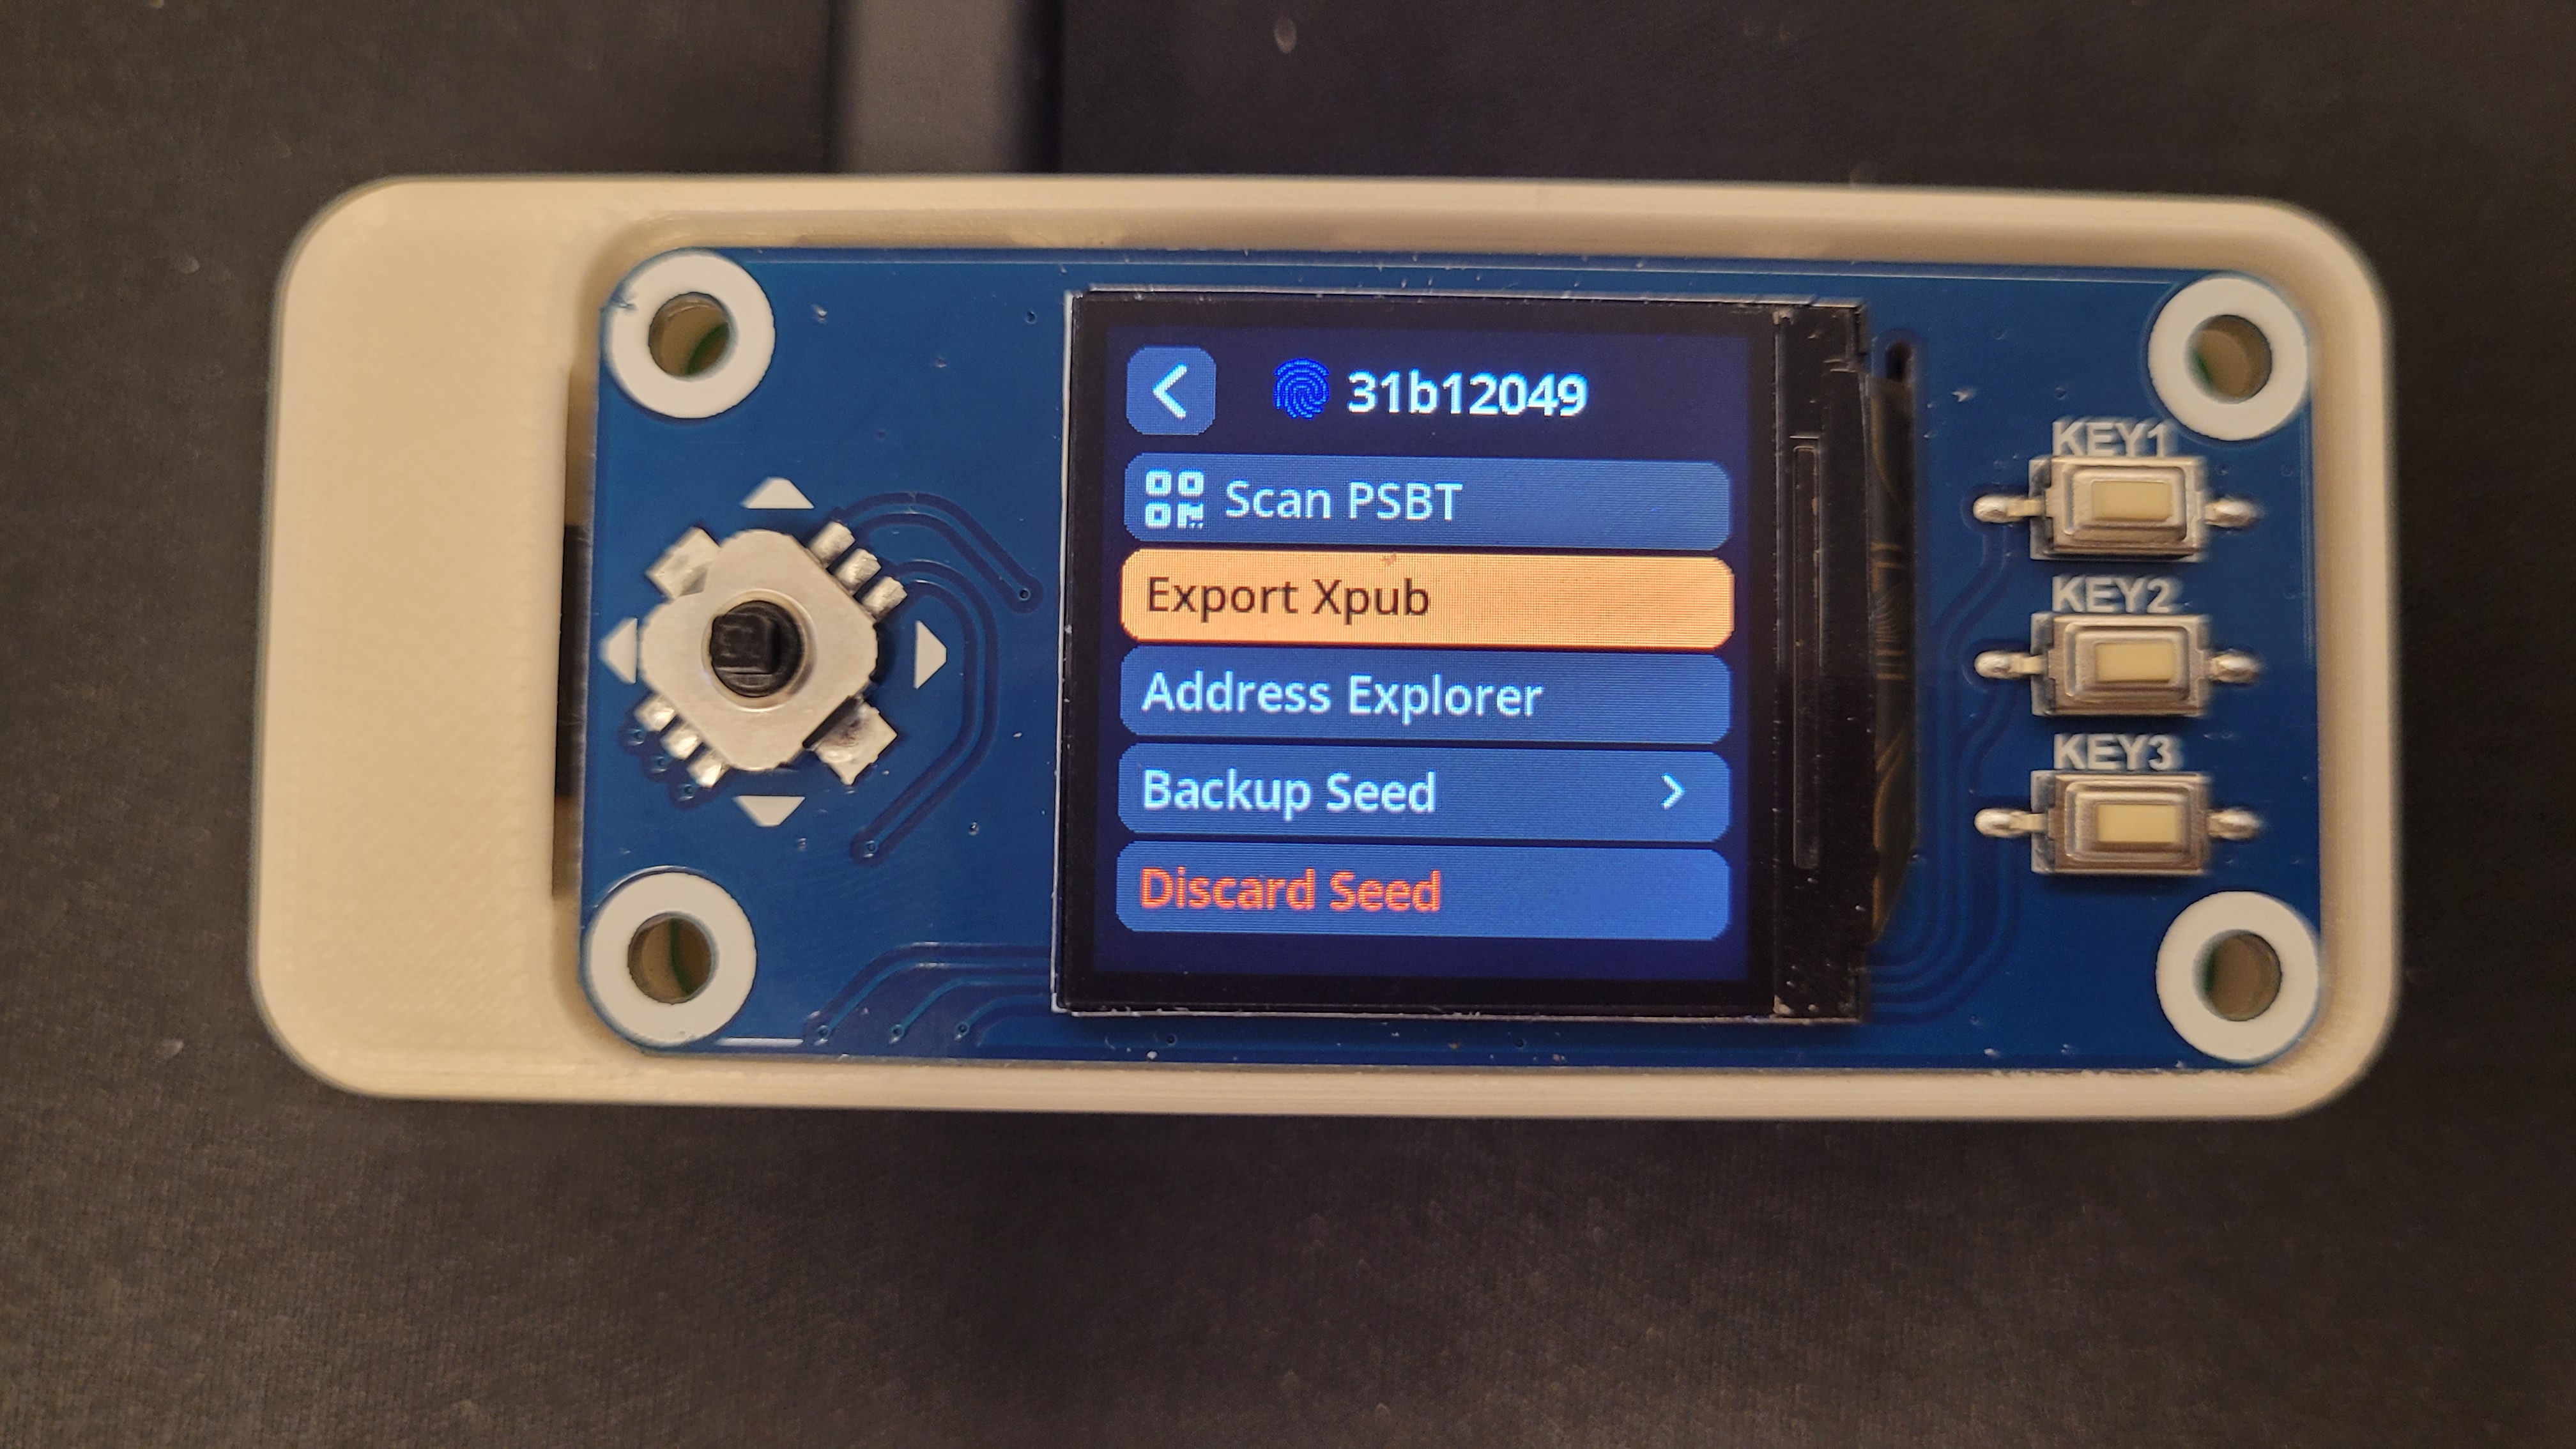 31b12049
Scan PSBT
Export Xpub
Address Explorer
Backup Seed
Discard Seed
KEY1
KEY2
KEY3